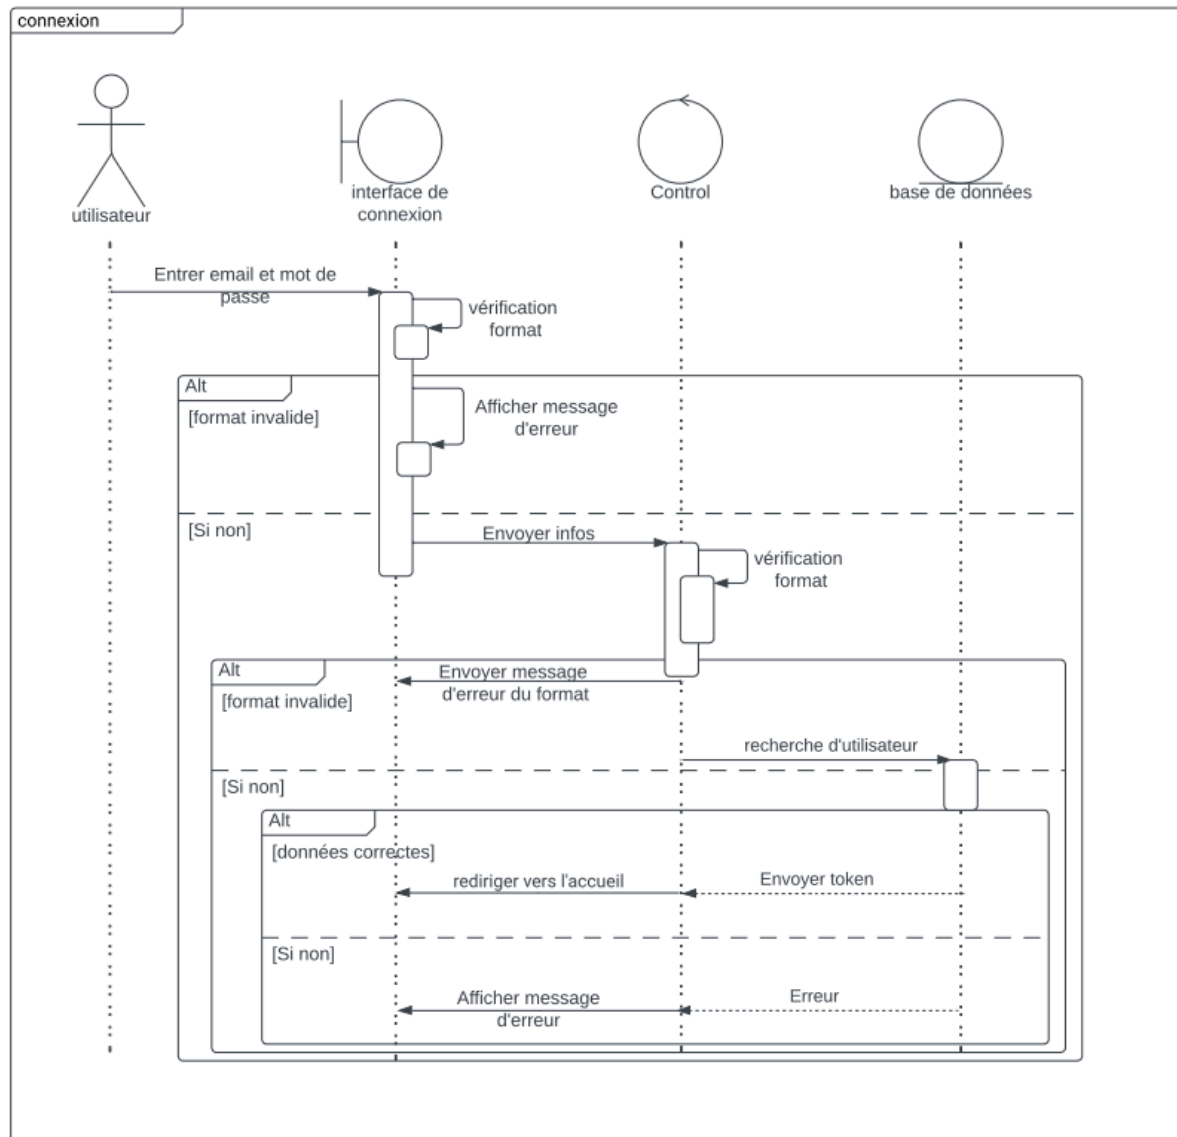 connexion
utilisateur
interface de
connexion
Control
base de données
Entrer email et mot de
passe
vérification
format
Alt
[format invalide]
Afficher message
d'erreur
[Si non]
Envoyer infos
vérification
format
Alt
[format invalide]
Envoyer message
d'erreur du format
recherche d'utilisateur
[Si non]
Alt
[données correctes]
rediriger vers l'accueil
Envoyer token
[Si non]
Afficher message
d'erreur
Erreur